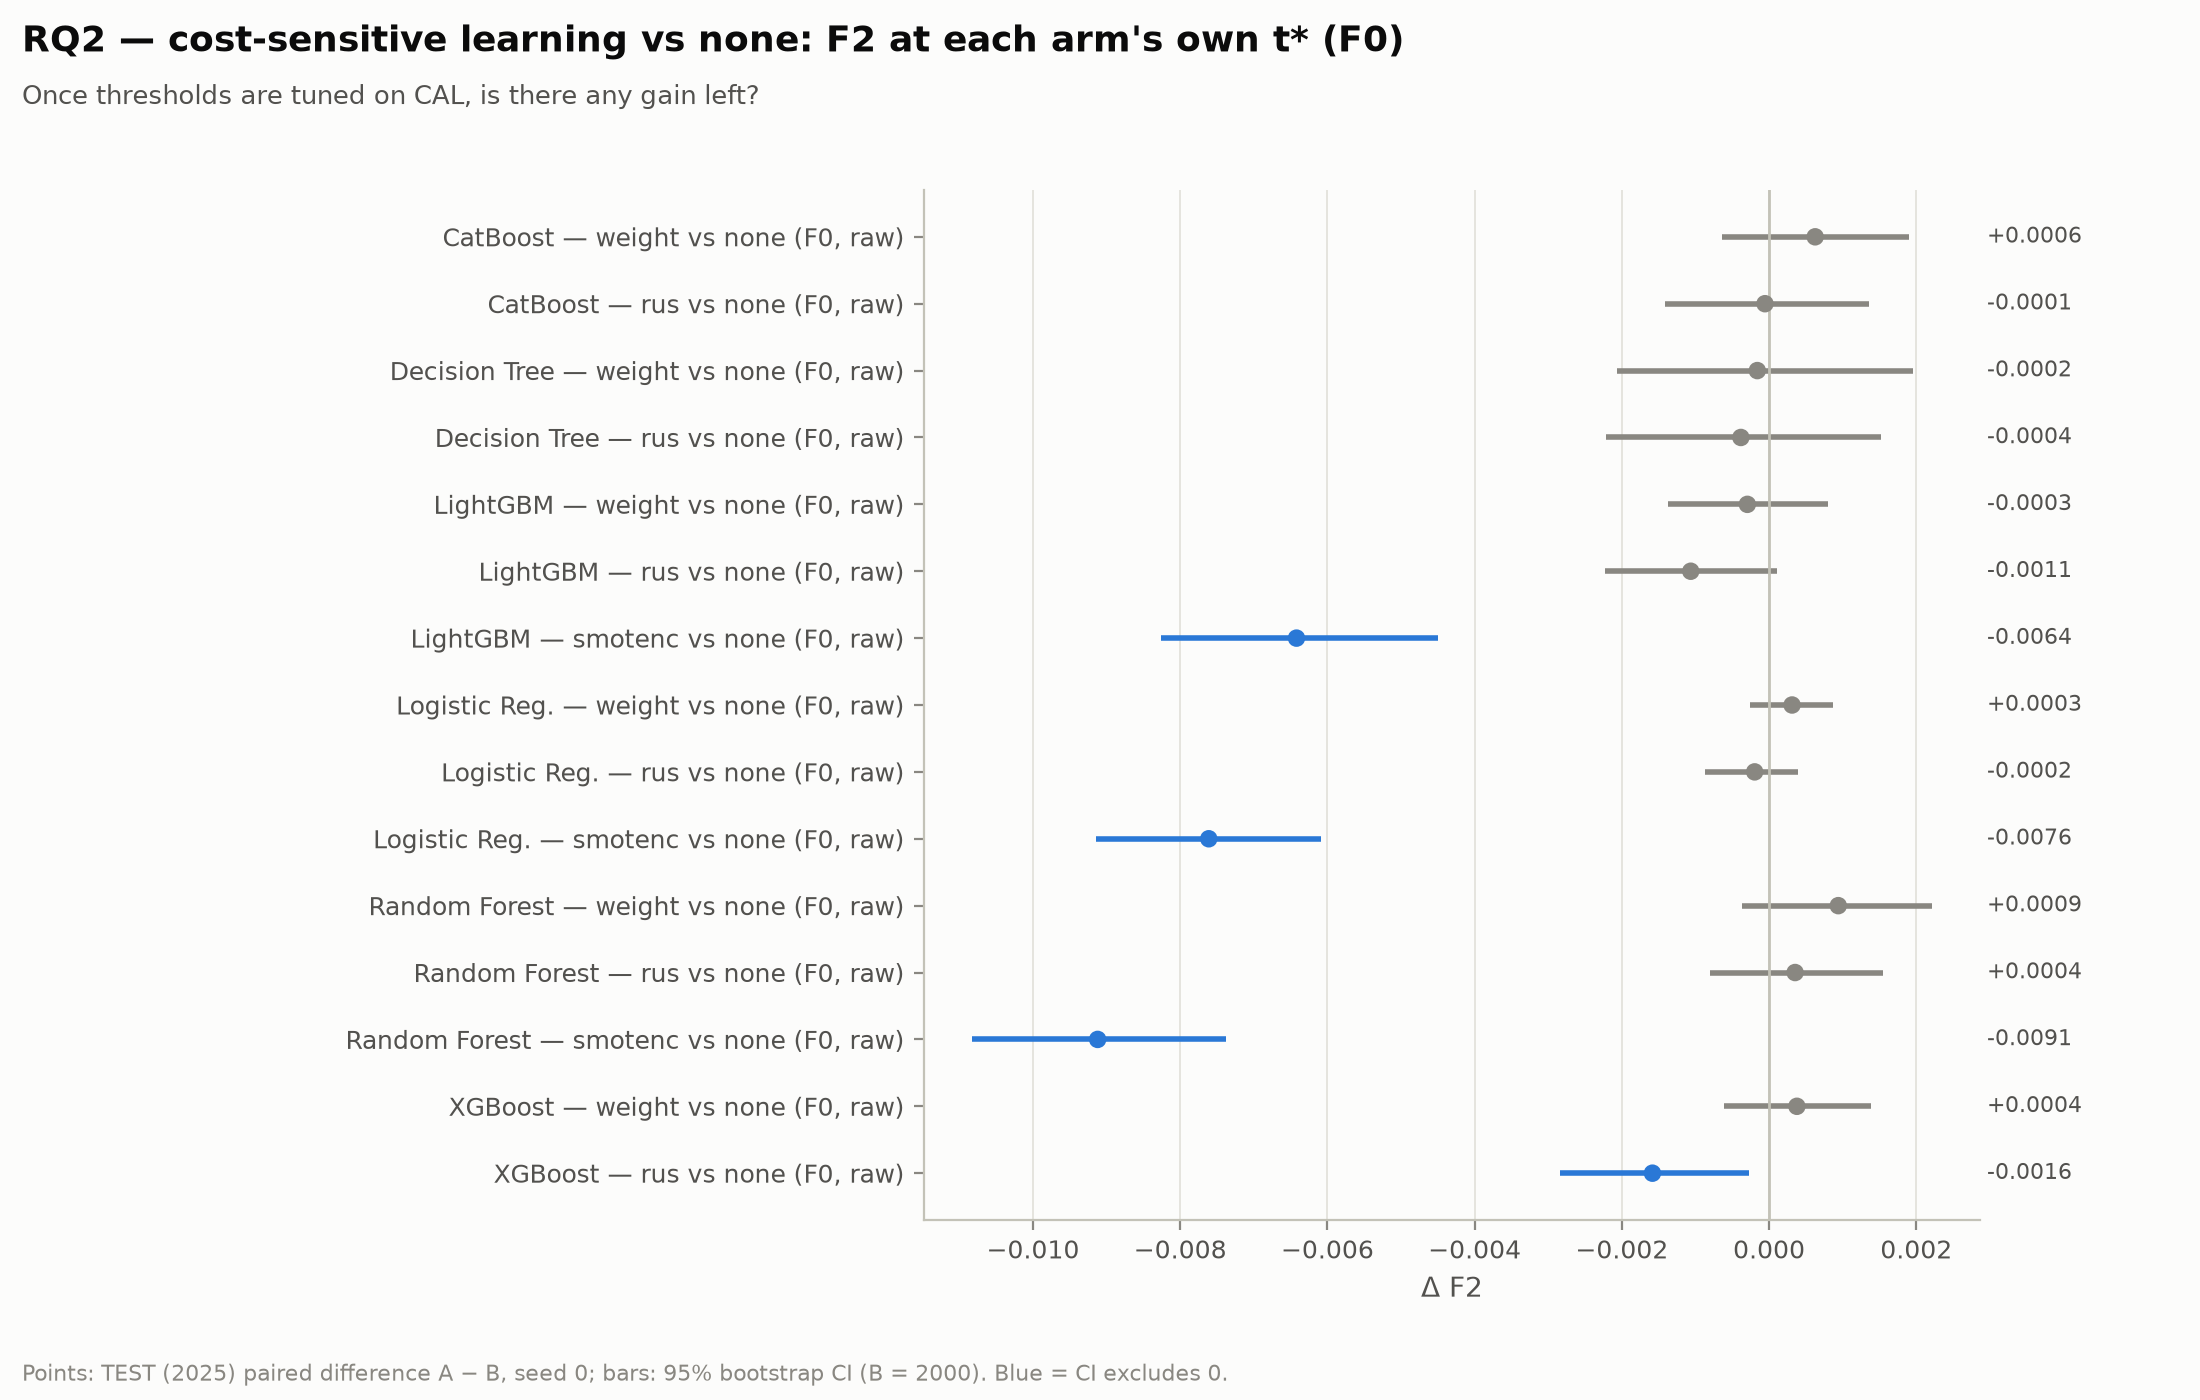 RQ2 — cost-sensitive learning vs none: F2 at each arm's own t* (F0)
Once thresholds are tuned on CAL, is there any gain left?
CatBoost — weight vs none (F0, raw) +0.0006
CatBoost — rus vs none (F0, raw) -0.0001
Decision Tree — weight vs none (F0, raw) -0.0002
Decision Tree — rus vs none (F0, raw) -0.0004
LightGBM — weight vs none (F0, raw) -0.0003
LightGBM — rus vs none (F0, raw) -0.0011
LightGBM — smotenc vs none (F0, raw) -0.0064
Logistic Reg. — weight vs none (F0, raw) +0.0003
Logistic Reg. — rus vs none (F0, raw) -0.0002
Logistic Reg. — smotenc vs none (F0, raw) -0.0076
Random Forest — weight vs none (F0, raw) +0.0009
Random Forest — rus vs none (F0, raw) +0.0004
Random Forest — smotenc vs none (F0, raw) -0.0091
XGBoost — weight vs none (F0, raw) +0.0004
XGBoost — rus vs none (F0, raw) -0.0016
−0.010 −0.008 −0.006 −0.004 −0.002 0.000 0.002
Δ F2
Points: TEST (2025) paired difference A − B, seed 0; bars: 95% bootstrap CI (B = 2000). Blue = CI excludes 0.